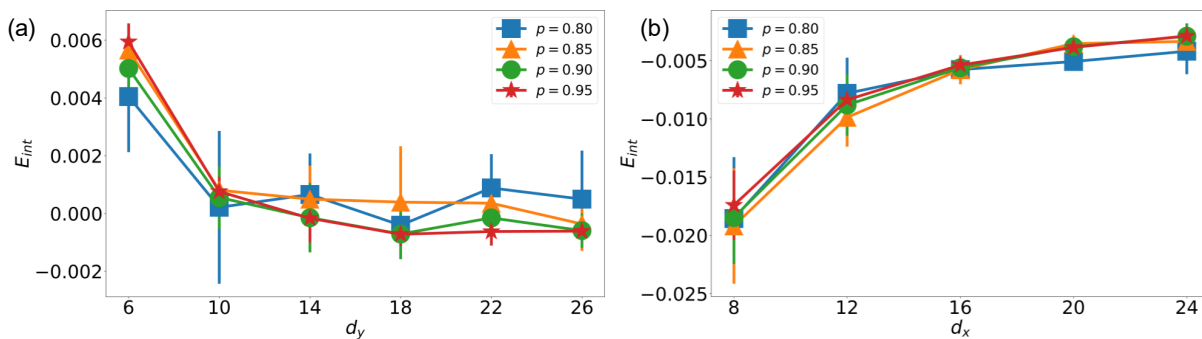 (a)
0.006
0.004
0.002
0.000
−0.002
E_int
6 10 14 18 22 26
d_y
p = 0.80
p = 0.85
p = 0.90
p = 0.95
(b)
−0.005
−0.010
−0.015
−0.020
−0.025
E_int
8 12 16 20 24
d_x
p = 0.80
p = 0.85
p = 0.90
p = 0.95